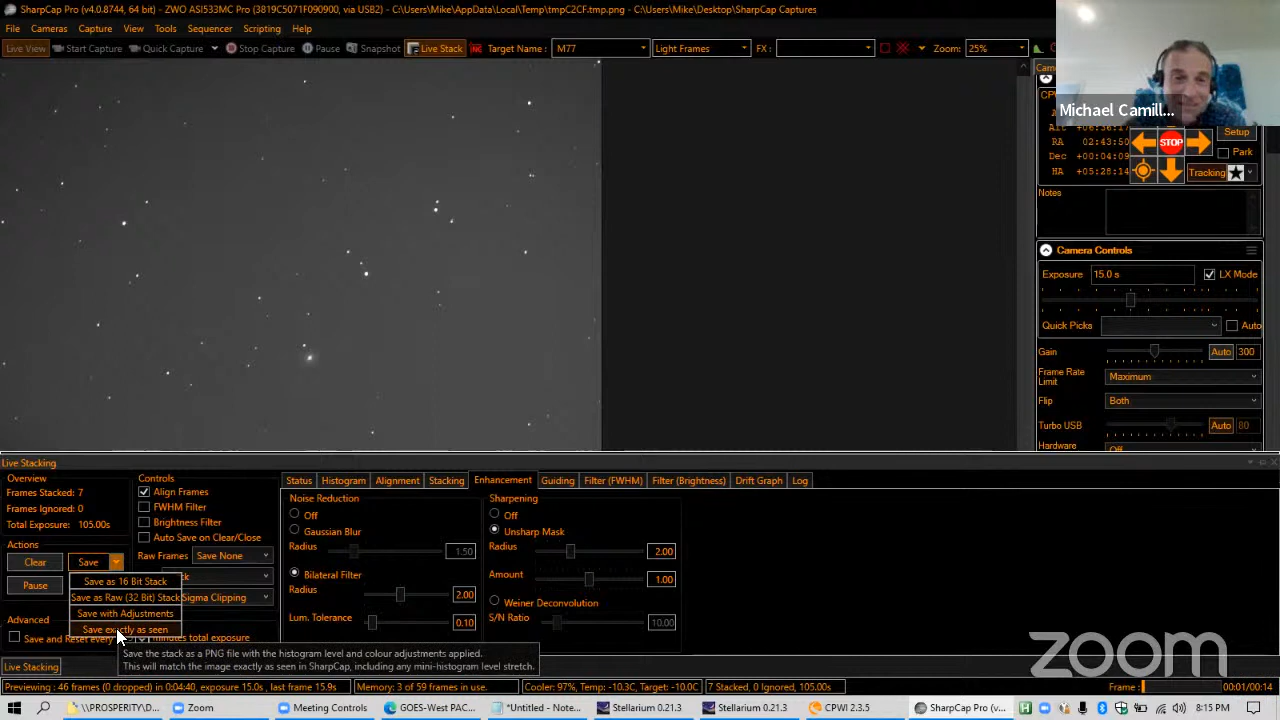 SharpCap Pro (v4.0.8744, 64 bit) - ZWO ASI533MC Pro (3819C5071F090900, via USB2) - C:\Users\Mike\AppData\Local\Temp\tmpC2CF.tmp.png - C:\Users\Mike\Desktop\SharpCap Captures
File Cameras Capture View Tools Sequencer Scripting Help
Live View Start Capture Quick Capture Stop Capture Pause Snapshot Live Stack Target Name : M77 Light Frames FX : Zoom: 25%
Michael Camill...
RA 02:43:50
Dec +00:04:09
HA +05:28:14
STOP
Setup
Park
Tracking
Notes
Camera Controls
Exposure 15.0 s LX Mode
Quick Picks Auto
Gain Auto 300
Frame Rate Limit Maximum
Flip Both
Turbo USB Auto 80
Hardware Off
Live Stacking
Overview
Frames Stacked: 7
Frames Ignored: 0
Total Exposure: 105.00s
Actions
Clear Save
Pause
Save as 16 Bit Stack
Save as Raw (32 Bit) Stack
Save with Adjustments
Save exactly as seen
Advanced
Save and Reset every minutes total exposure
Controls
Align Frames
FWHM Filter
Brightness Filter
Auto Save on Clear/Close
Raw Frames Save None
Sigma Clipping
Status Histogram Alignment Stacking Enhancement Guiding Filter (FWHM) Filter (Brightness) Drift Graph Log
Noise Reduction
Off
Gaussian Blur
Radius 1.50
Bilateral Filter
Radius 2.00
Lum. Tolerance 0.10
Sharpening
Off
Unsharp Mask
Radius 2.00
Amount 1.00
Weiner Deconvolution
S/N Ratio 10.00
Save the stack as a PNG file with the histogram level and colour adjustments applied.
This will match the image exactly as seen in SharpCap, including any mini-histogram level stretch.
zoom
Live Stacking
Previewing : 46 frames (0 dropped) in 0:04:40, exposure 15.0s , last frame 15.9s Memory: 3 of 59 frames in use. Cooler: 97%, Temp: -10.3C, Target: -10.0C 7 Stacked, 0 Ignored, 105.00s Frame : 00:01/00:14
\\PROSPERITY\D... Zoom Meeting Controls GOES-West PAC... *Untitled - Note... Stellarium 0.21.3 Stellarium 0.21.3 CPWI 2.3.5 SharpCap Pro (v... 8:15 PM